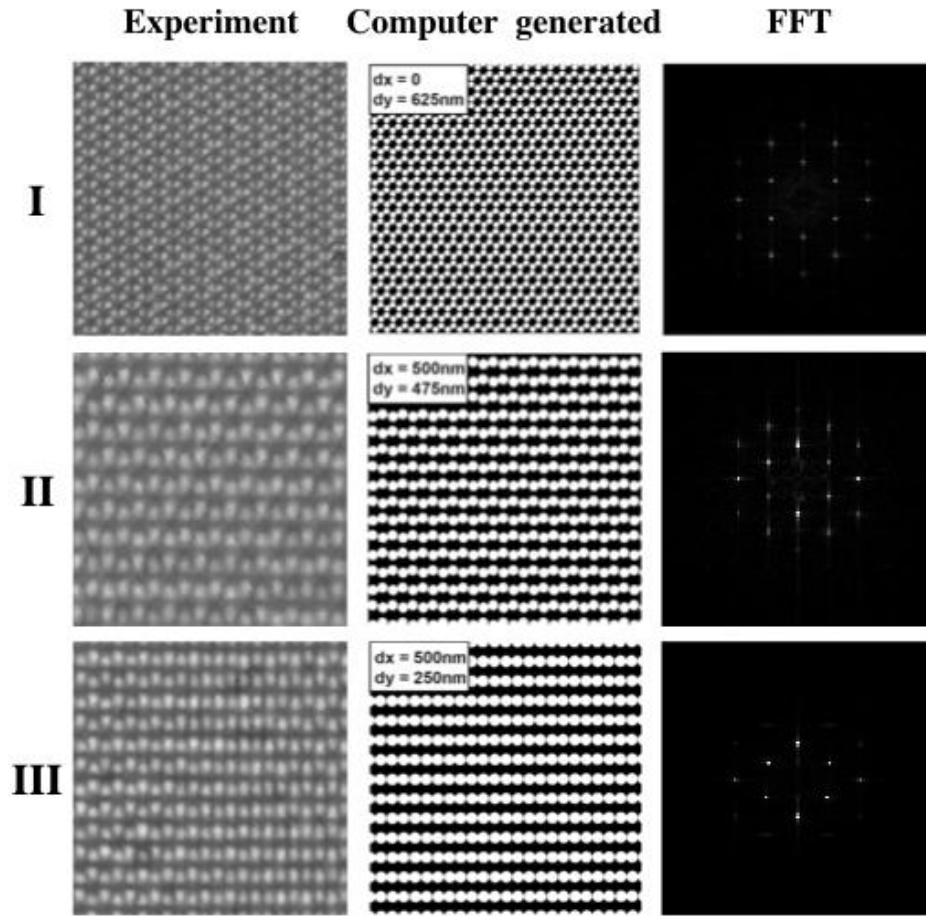 Experiment Computer generated FFT
I
dx = 0
dy = 625nm
II
dx = 500nm
dy = 475nm
III
dx = 500nm
dy = 250nm